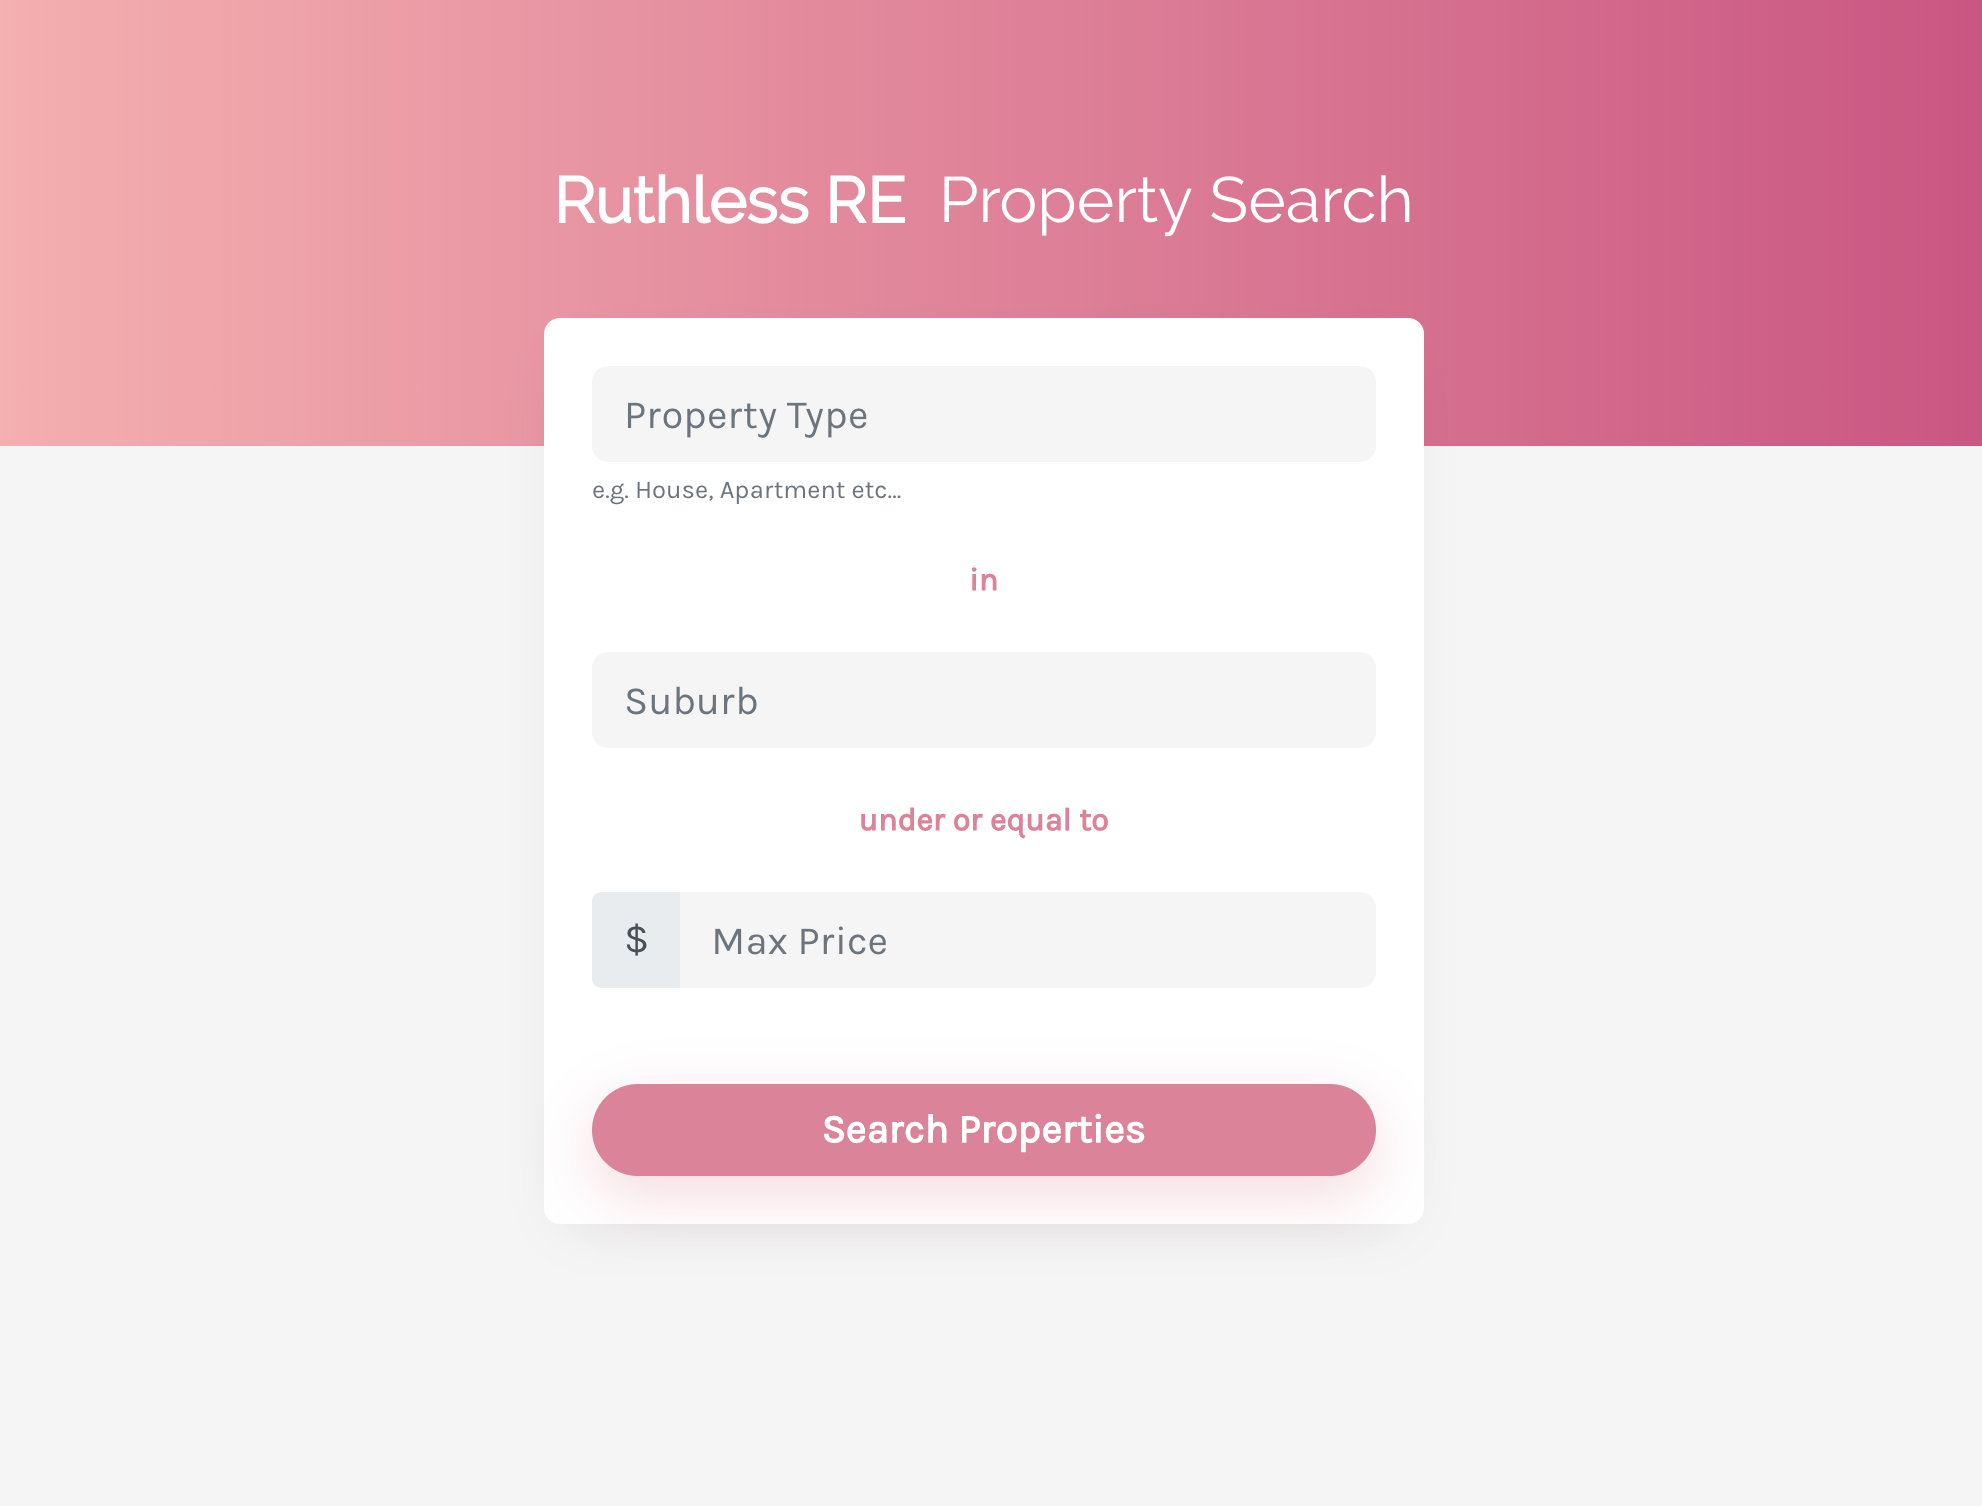 Ruthless RE Property Search
Property Type
e.g. House, Apartment etc...
in
Suburb
under or equal to
$ Max Price
Search Properties